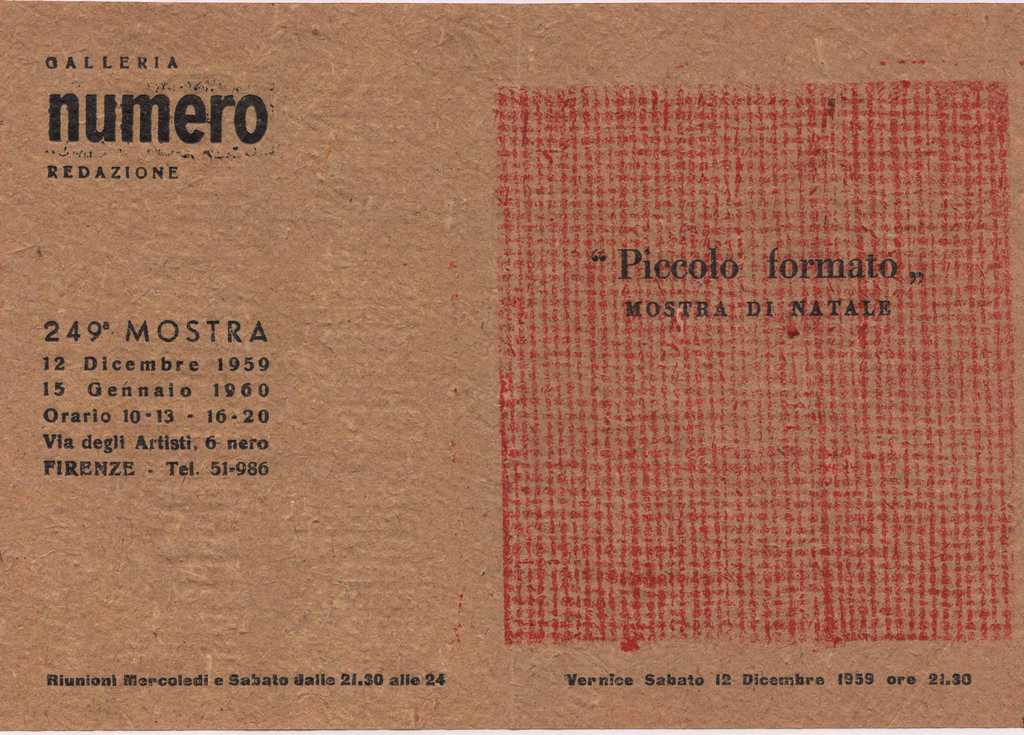 GALLERIA
numero
REDAZIONE
249ª MOSTRA
12 Dicembre 1959
15 Gennaio 1960
Orario 10-13 - 16-20
Via degli Artisti, 6 nero
FIRENZE - Tel. 51-986
Riunioni Mercoledi e Sabato dalle 21.30 alle 24
“ Piccolo formato „
MOSTRA DI NATALE
Vernice Sabato 12 Dicembre 1959 ore 21.30